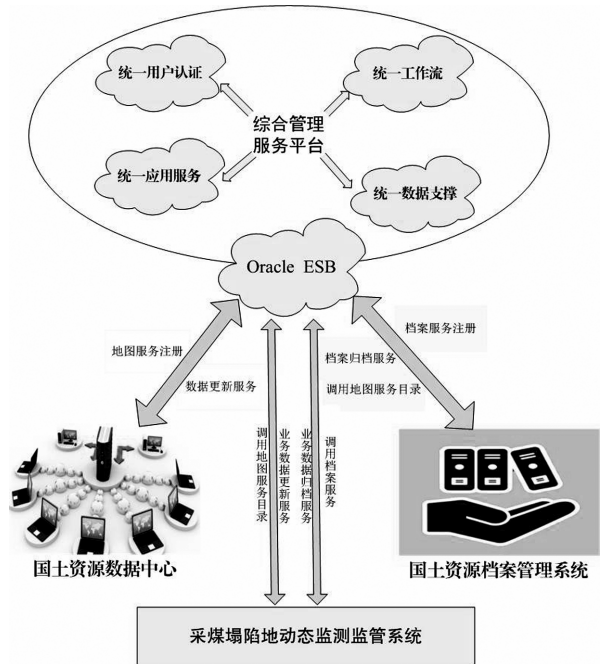 统一用户认证
统一工作流
综合管理
服务平台
统一应用服务
统一数据支撑
Oracle ESB
地图服务注册
数据更新服务
档案服务注册
档案归档服务
调用地图服务目录
调用地图服务目录
业务数据更新服务
业务数据归档服务
调用档案服务
国土资源数据中心
国土资源档案管理系统
采煤塌陷地动态监测监管系统